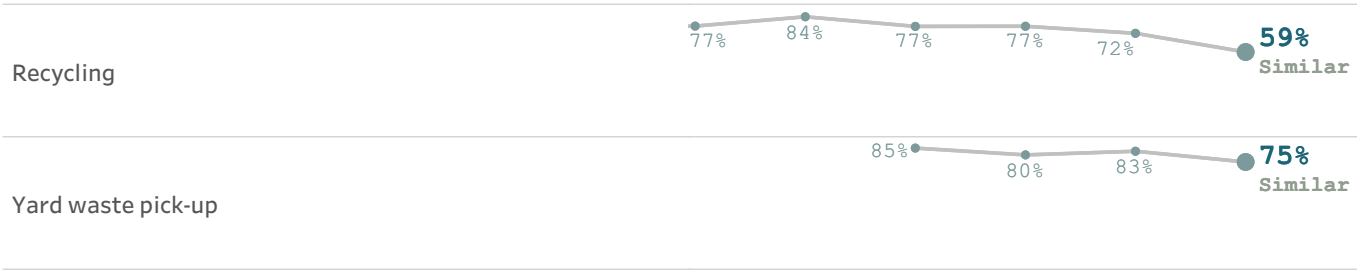 Recycling
77%
84%
77%
77%
72%
59%
Similar
Yard waste pick-up
85%
80%
83%
75%
Similar